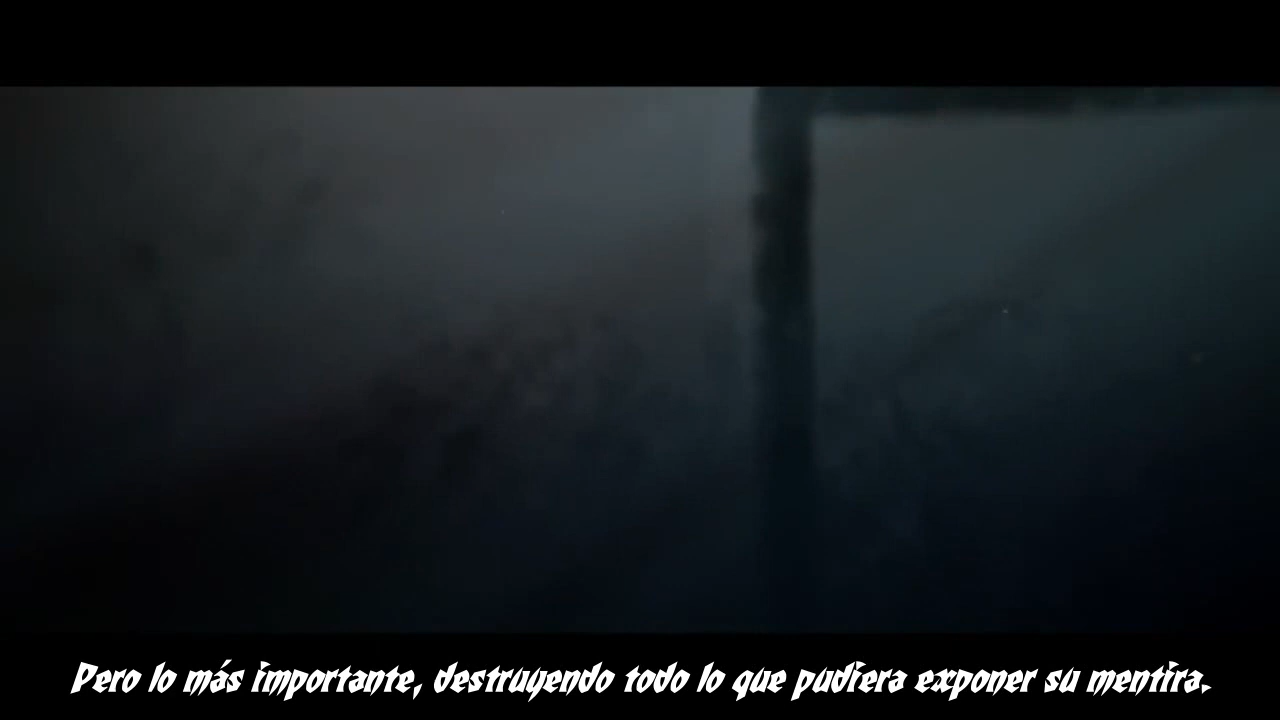 Pero lo más importante, destruyendo todo lo que pudiera exponer su mentira.